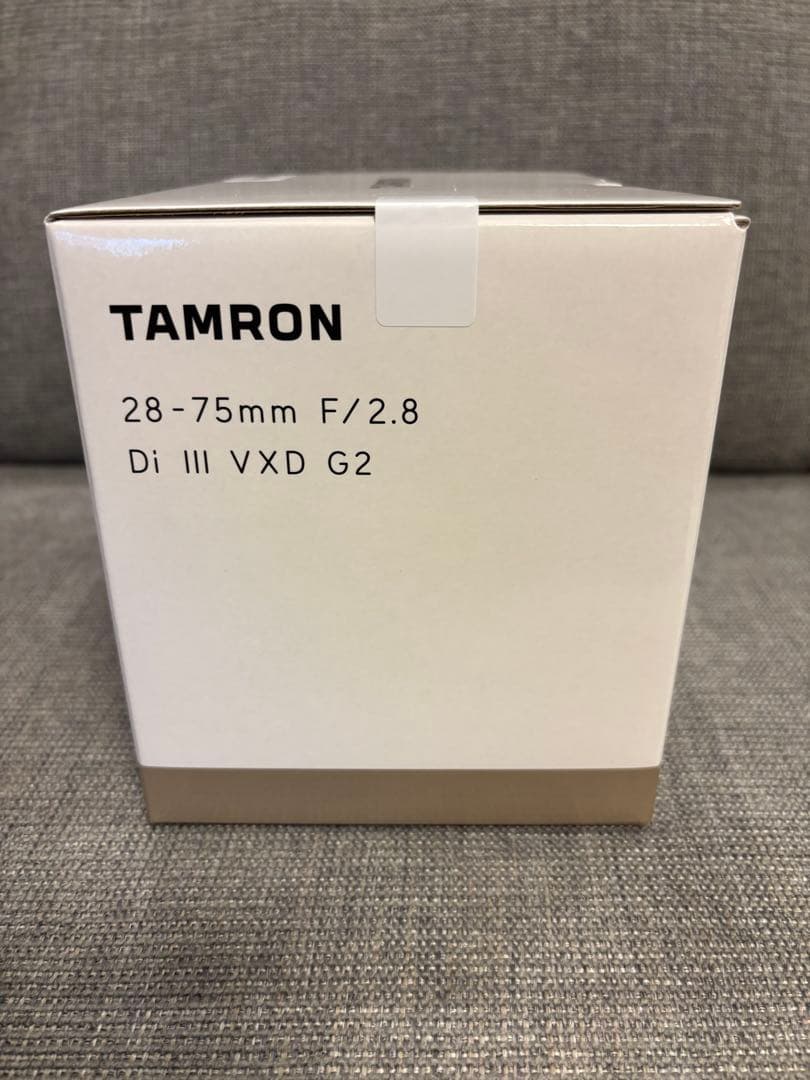 TAMRON
28-75mm F/2.8
Di III VXD G2